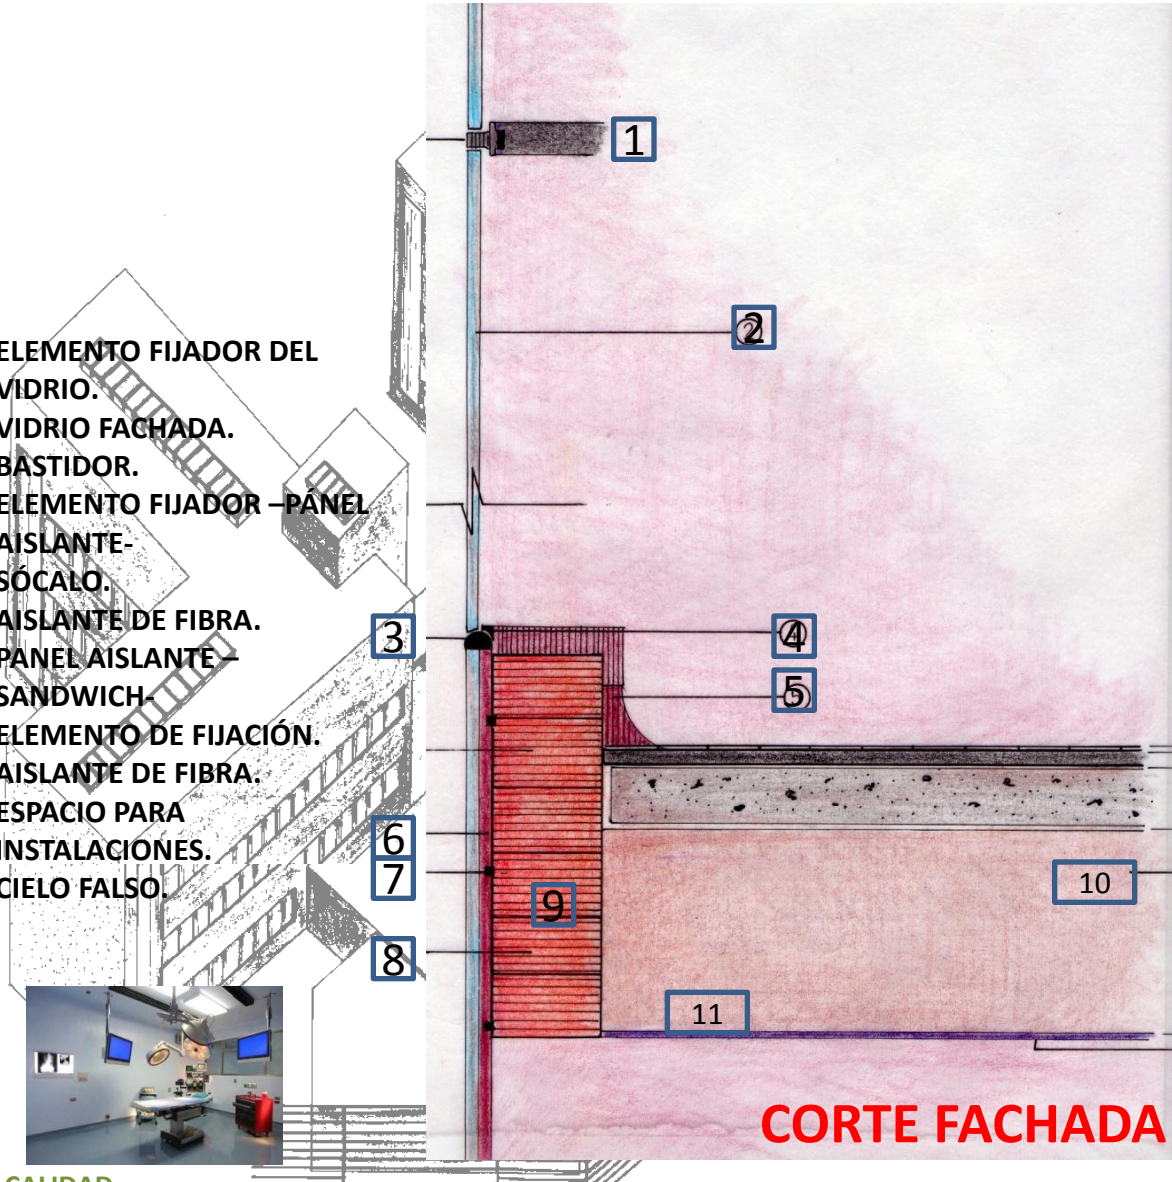 ELEMENTO FIJADOR DEL
VIDRIO.
VIDRIO FACHADA.
BASTIDOR.
ELEMENTO FIJADOR –PÁNEL
AISLANTE-
SÓCALO.
AISLANTE DE FIBRA.
PANEL AISLANTE –
SANDWICH-
ELEMENTO DE FIJACIÓN.
AISLANTE DE FIBRA.
ESPACIO PARA
INSTALACIONES.
CIELO FALSO.
1
2
3
4
5
6
7
8
9
10
11
CORTE FACHADA
CALIDAD